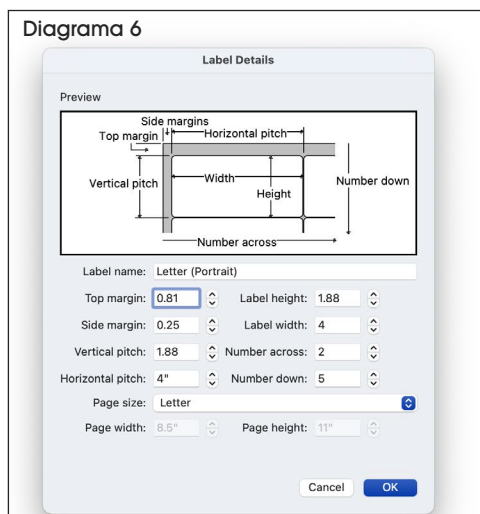 Diagrama 6
Label Details
Preview
Side margins
Top margin
Horizontal pitch
Vertical pitch
Width
Height
Number down
Number across
Label name: Letter (Portrait)
Top margin: 0.81 Label height: 1.88
Side margin: 0.25 Label width: 4
Vertical pitch: 1.88 Number across: 2
Horizontal pitch: 4" Number down: 5
Page size: Letter
Page width: 8.5" Page height: 11"
Cancel OK